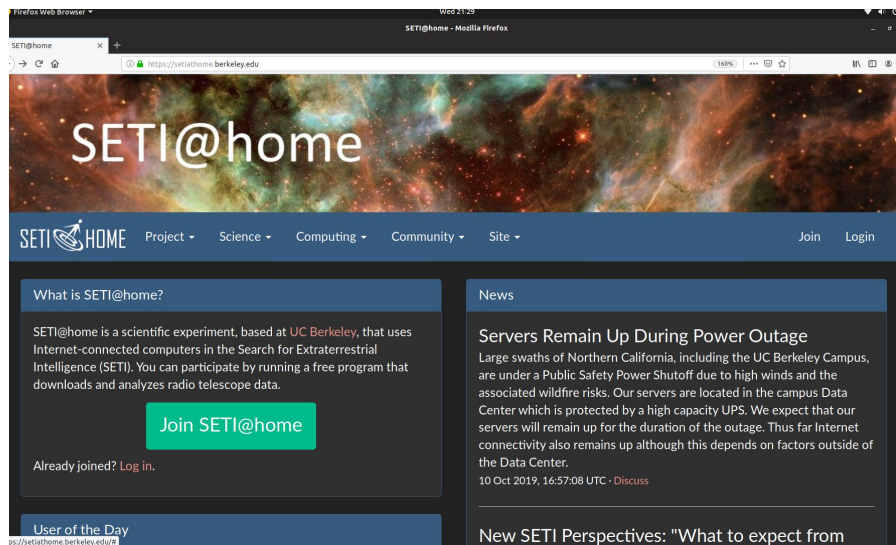 Firefox Web Browser
Wed 21:29
SETI@home - Mozilla Firefox
SETI@home
https://setiathome.berkeley.edu
160%
SETI@home
SETI HOME Project Science Computing Community Site Join Login
What is SETI@home?
SETI@home is a scientific experiment, based at UC Berkeley, that uses
Internet-connected computers in the Search for Extraterrestrial
Intelligence (SETI). You can participate by running a free program that
downloads and analyzes radio telescope data.
Join SETI@home
Already joined? Log in.
User of the Day
ps://setiathome.berkeley.edu/#
News
Servers Remain Up During Power Outage
Large swaths of Northern California, including the UC Berkeley Campus,
are under a Public Safety Power Shutoff due to high winds and the
associated wildfire risks. Our servers are located in the campus Data
Center which is protected by a high capacity UPS. We expect that our
servers will remain up for the duration of the outage. Thus far Internet
connectivity also remains up although this depends on factors outside of
the Data Center.
10 Oct 2019, 16:57:08 UTC · Discuss
New SETI Perspectives: "What to expect from